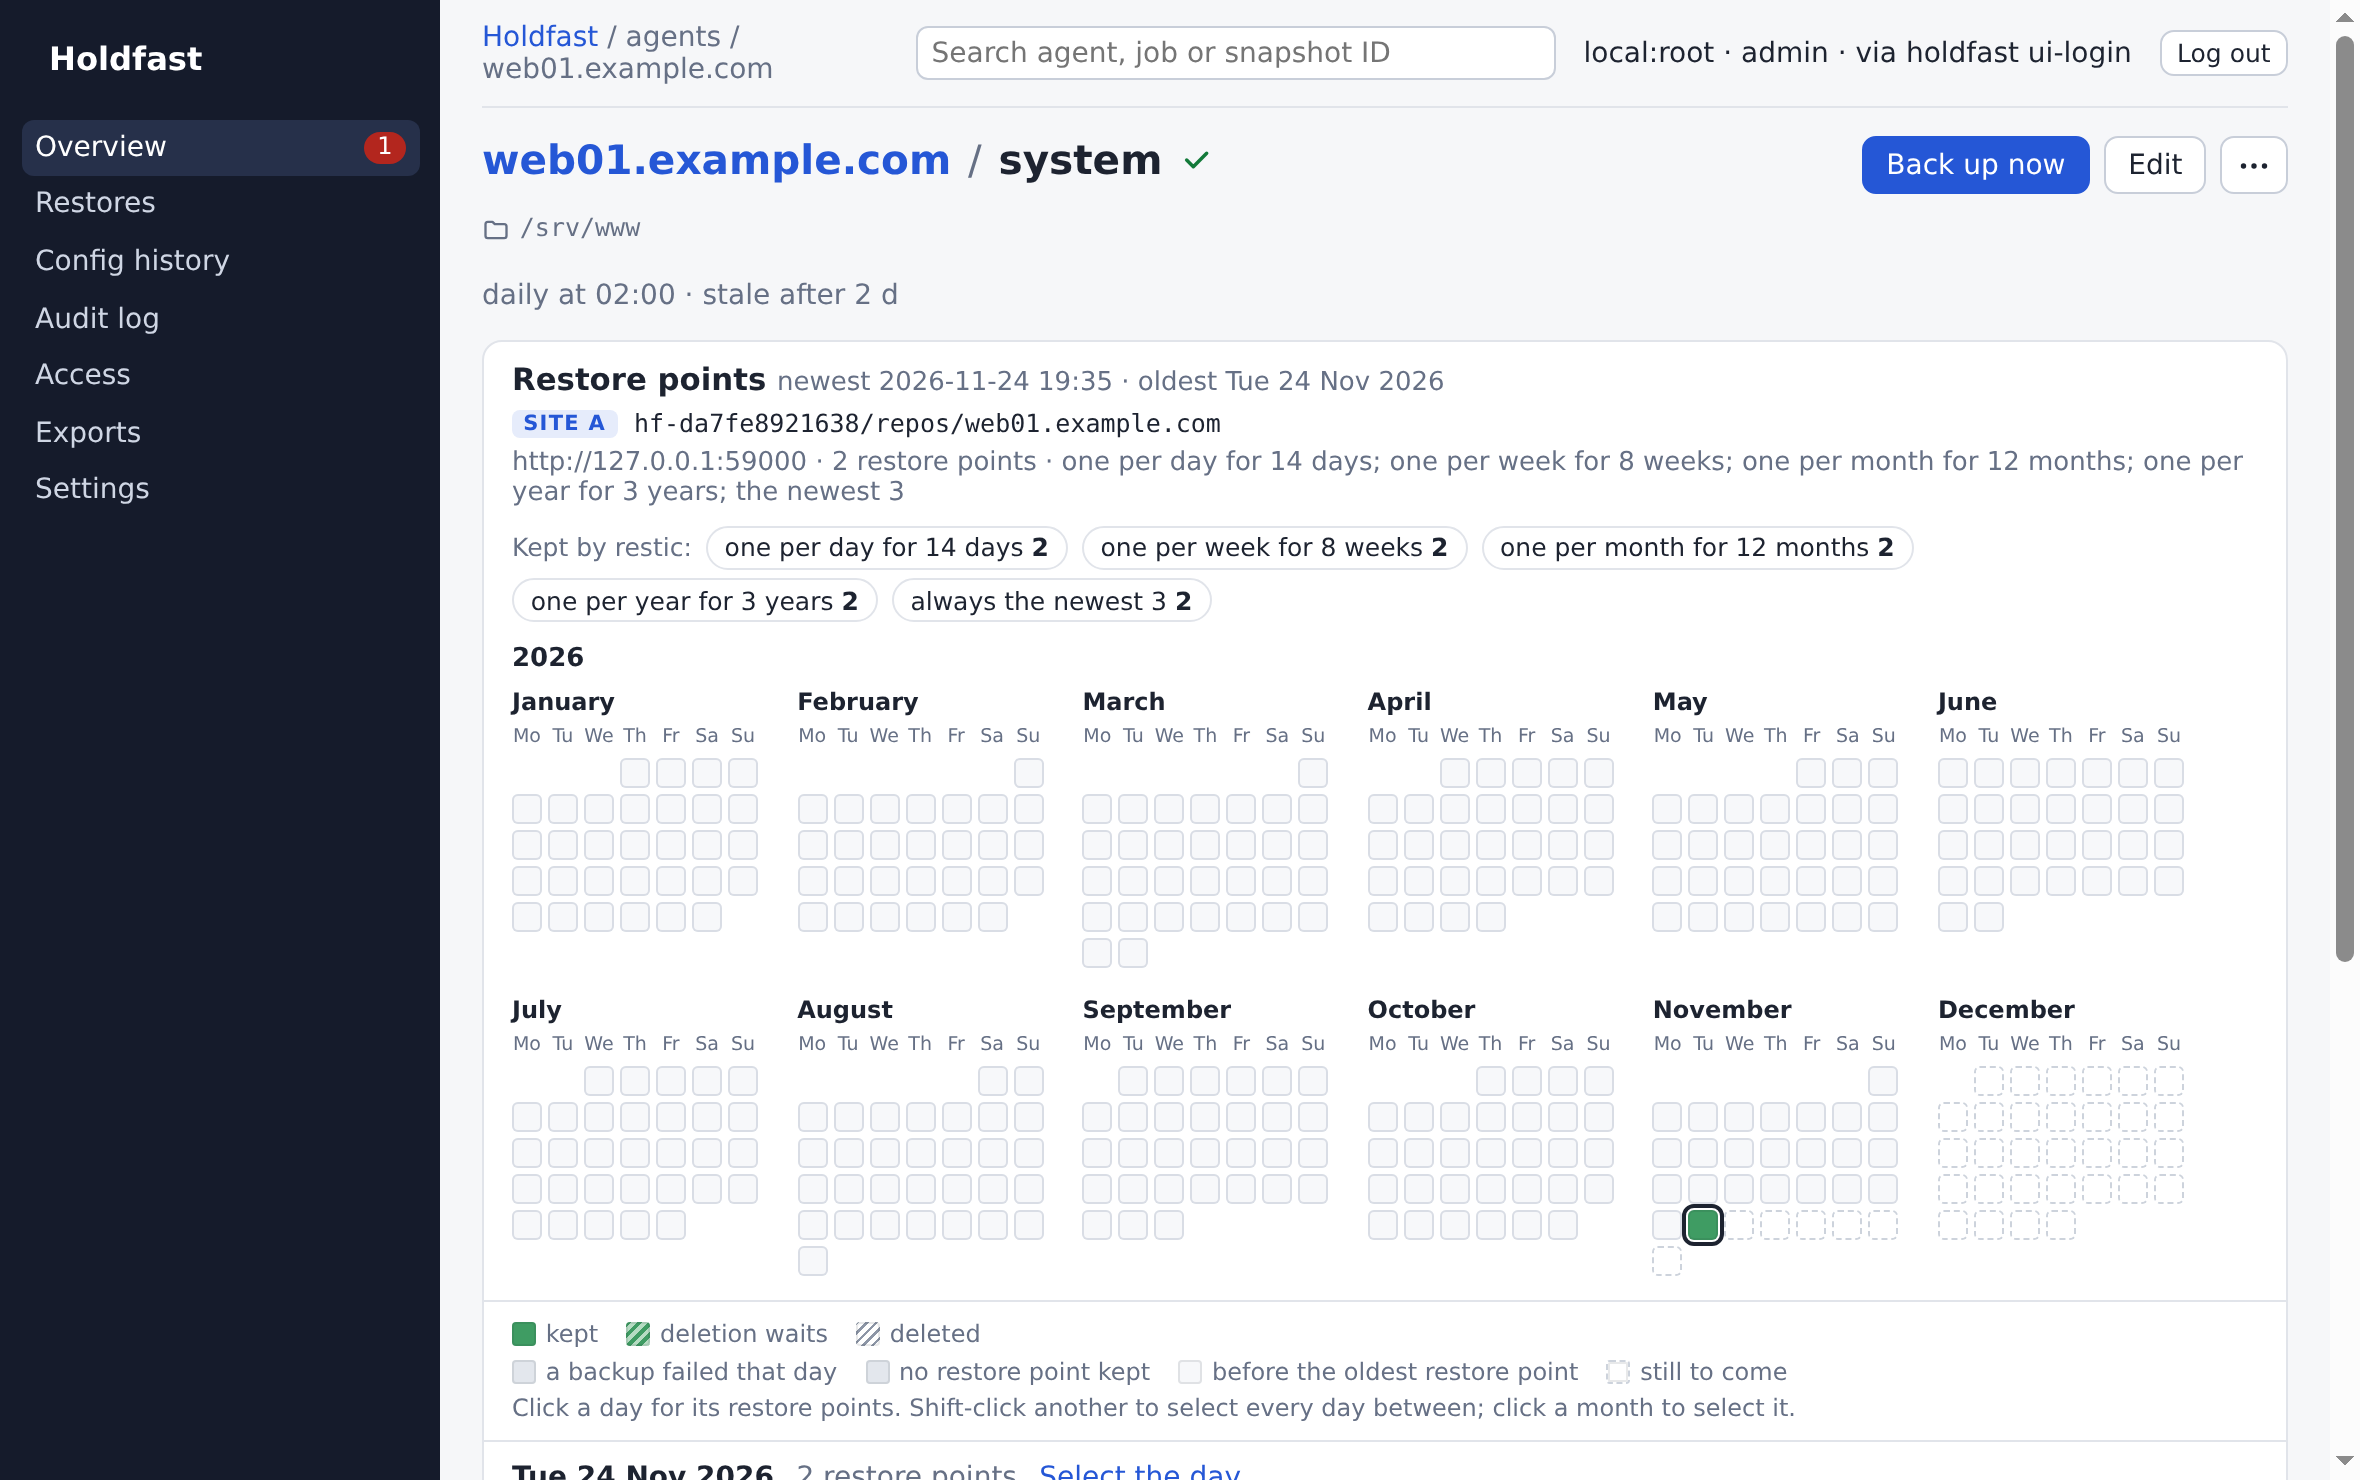 Holdfast
Overview 1
Restores
Config history
Audit log
Access
Exports
Settings
Holdfast / agents /
web01.example.com
Search agent, job or snapshot ID
local:root · admin · via holdfast ui-login
Log out
web01.example.com / system
Back up now
Edit
/srv/www
daily at 02:00 · stale after 2 d
Restore points newest 2026-11-24 19:35 · oldest Tue 24 Nov 2026
SITE A hf-da7fe8921638/repos/web01.example.com
http://127.0.0.1:59000 · 2 restore points · one per day for 14 days; one per week for 8 weeks; one per month for 12 months; one per
year for 3 years; the newest 3
Kept by restic: one per day for 14 days 2 one per week for 8 weeks 2 one per month for 12 months 2
one per year for 3 years 2 always the newest 3 2
2026
January February March April May June
Mo Tu We Th Fr Sa Su Mo Tu We Th Fr Sa Su Mo Tu We Th Fr Sa Su Mo Tu We Th Fr Sa Su Mo Tu We Th Fr Sa Su Mo Tu We Th Fr Sa Su
July August September October November December
Mo Tu We Th Fr Sa Su Mo Tu We Th Fr Sa Su Mo Tu We Th Fr Sa Su Mo Tu We Th Fr Sa Su Mo Tu We Th Fr Sa Su Mo Tu We Th Fr Sa Su
kept deletion waits deleted
a backup failed that day no restore point kept before the oldest restore point still to come
Click a day for its restore points. Shift-click another to select every day between; click a month to select it.
Tue 24 Nov 2026 2 restore points Select the day